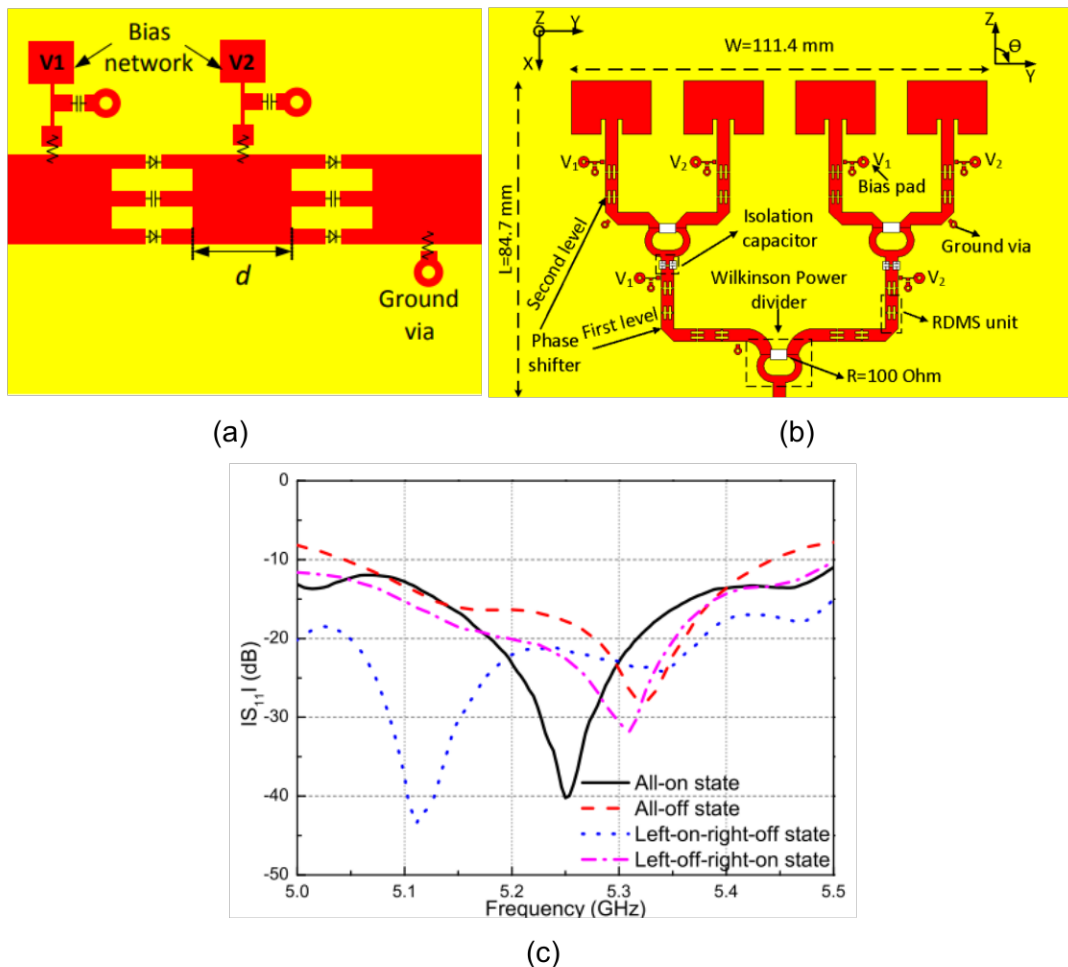 Bias
network
V1
V2
d
Ground
via
(a)
Z
Y
X
W=111.4 mm
Z
Θ
Y
L=84.7 mm
V₁
V₂
V₁
V₂
Bias pad
Isolation
capacitor
Ground via
Second level
V₁
Wilkinson Power
divider
V₂
First level
RDMS unit
Phase
shifter
R=100 Ohm
(b)
0
-10
-20
-30
-40
-50
|S₁₁| (dB)
All-on state
All-off state
Left-on-right-off state
Left-off-right-on state
5.0
5.1
5.2
5.3
5.4
5.5
Frequency (GHz)
(c)